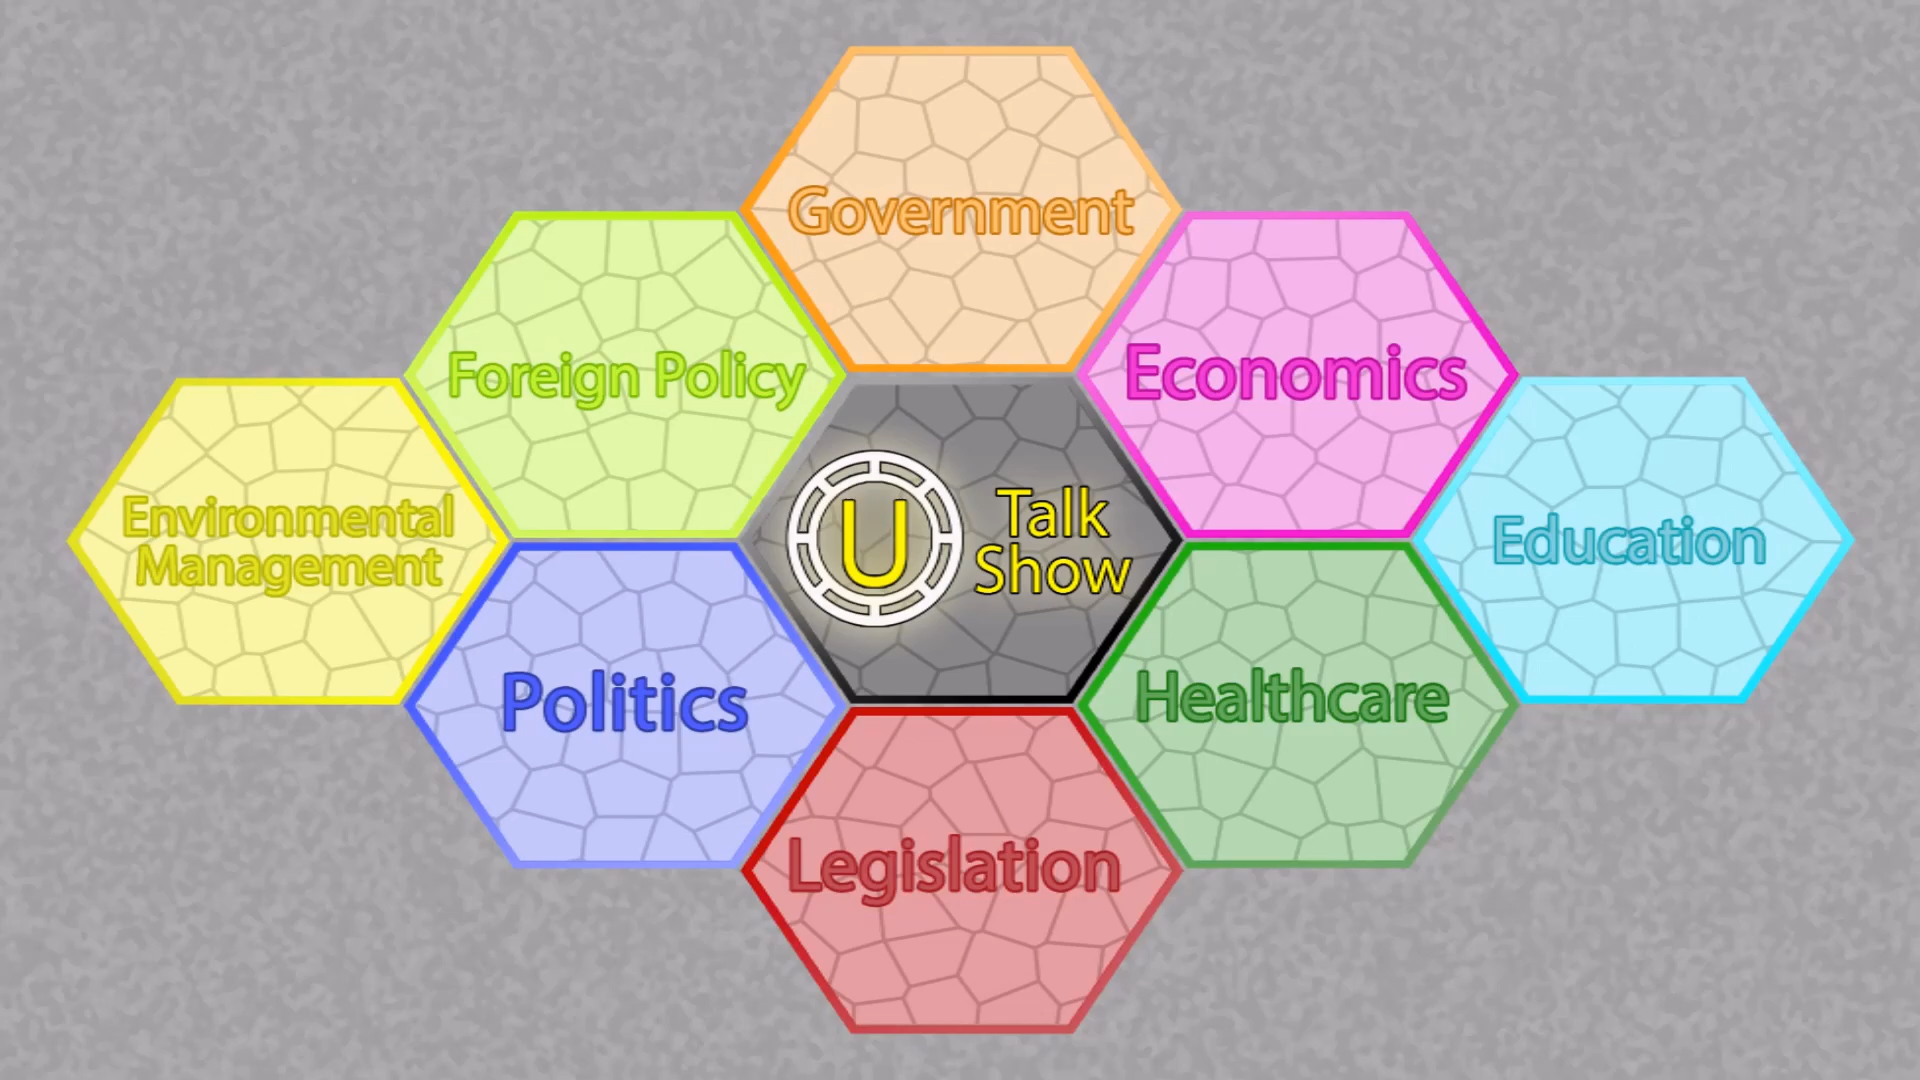 Government
Foreign Policy
Economics
Environmental
Management
U
Talk
Show
Education
Politics
Healthcare
Legislation